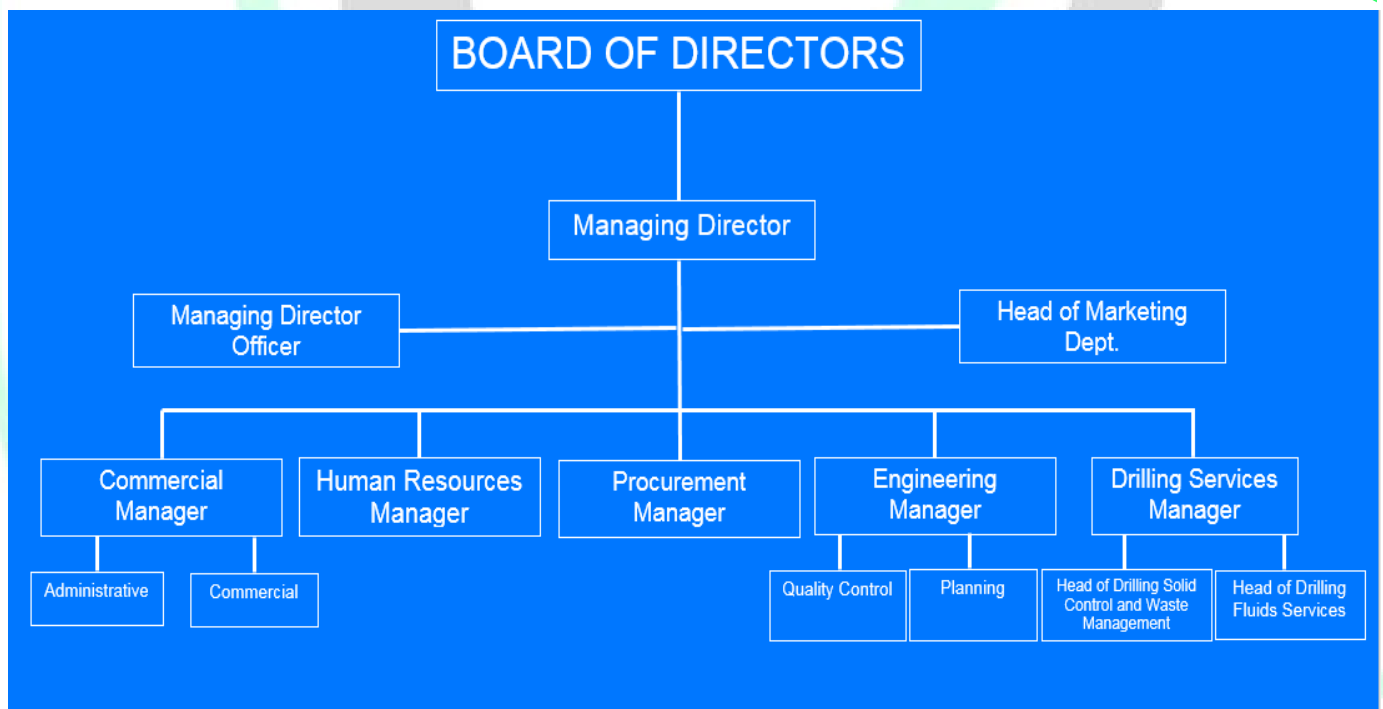 BOARD OF DIRECTORS
Managing Director
Managing Director
Officer
Head of Marketing
Dept.
Commercial
Manager
Human Resources
Manager
Procurement
Manager
Engineering
Manager
Drilling Services
Manager
Administrative
Commercial
Quality Control
Planning
Head of Drilling Solid
Control and Waste
Management
Head of Drilling
Fluids Services